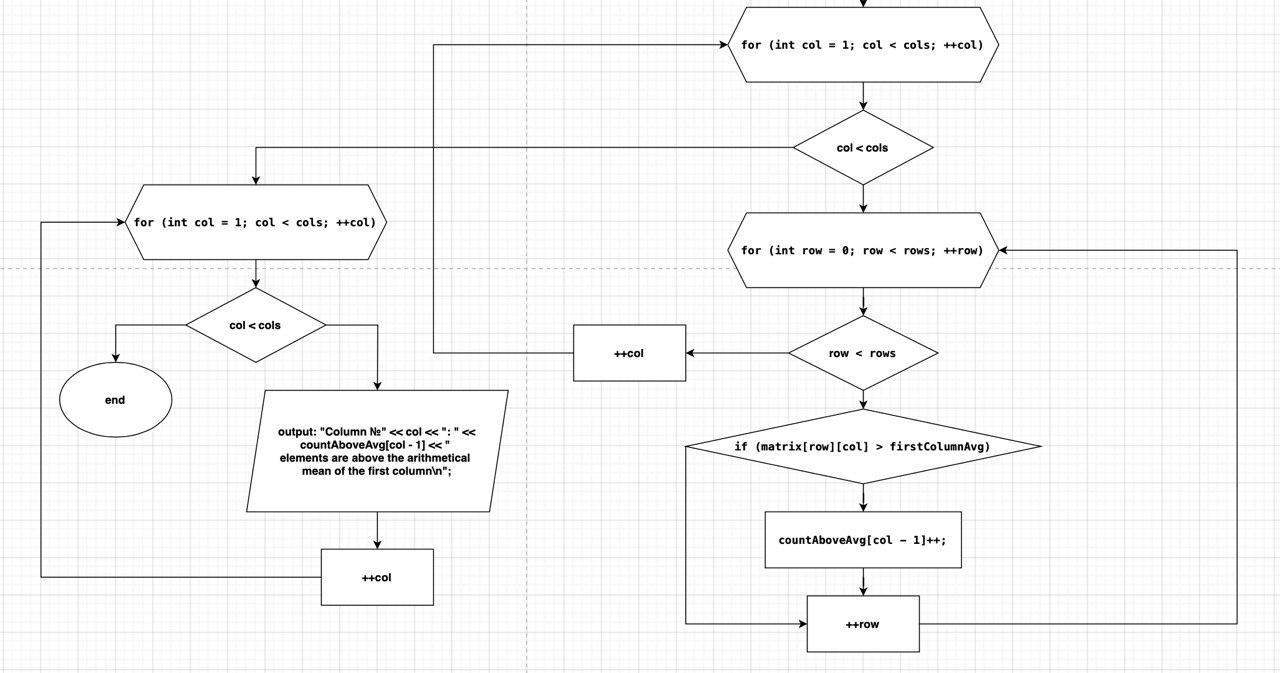 for (int col = 1; col < cols; ++col)
col < cols
for (int row = 0; row < rows; ++row)
row < rows
++col
if (matrix[row][col] > firstColumnAvg)
countAboveAvg[col - 1]++;
++row
for (int col = 1; col < cols; ++col)
col < cols
end
output: "Column №" << col << ": " <<
countAboveAvg[col - 1] << "
elements are above the arithmetical
mean of the first column\n";
++col